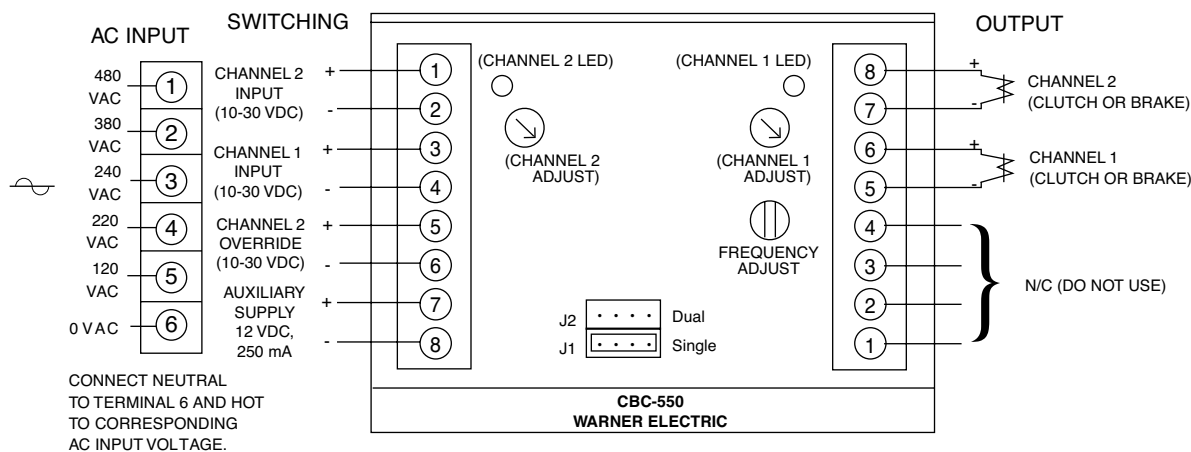 AC INPUT
480
VAC
1
380
VAC
2
240
VAC
3
220
VAC
4
120
VAC
5
0 VAC
6
CONNECT NEUTRAL
TO TERMINAL 6 AND HOT
TO CORRESPONDING
AC INPUT VOLTAGE.
SWITCHING
CHANNEL 2
INPUT
(10-30 VDC)
+
-
CHANNEL 1
INPUT
(10-30 VDC)
+
-
CHANNEL 2
OVERRIDE
(10-30 VDC)
+
-
AUXILIARY
SUPPLY
12 VDC,
250 mA
+
-
1
2
3
4
5
6
7
8
(CHANNEL 2 LED)
(CHANNEL 2
ADJUST)
(CHANNEL 1 LED)
(CHANNEL 1
ADJUST)
FREQUENCY
ADJUST
J2 Dual
J1 Single
CBC-550
WARNER ELECTRIC
8
7
6
5
4
3
2
1
OUTPUT
+
-
CHANNEL 2
(CLUTCH OR BRAKE)
+
-
CHANNEL 1
(CLUTCH OR BRAKE)
N/C (DO NOT USE)